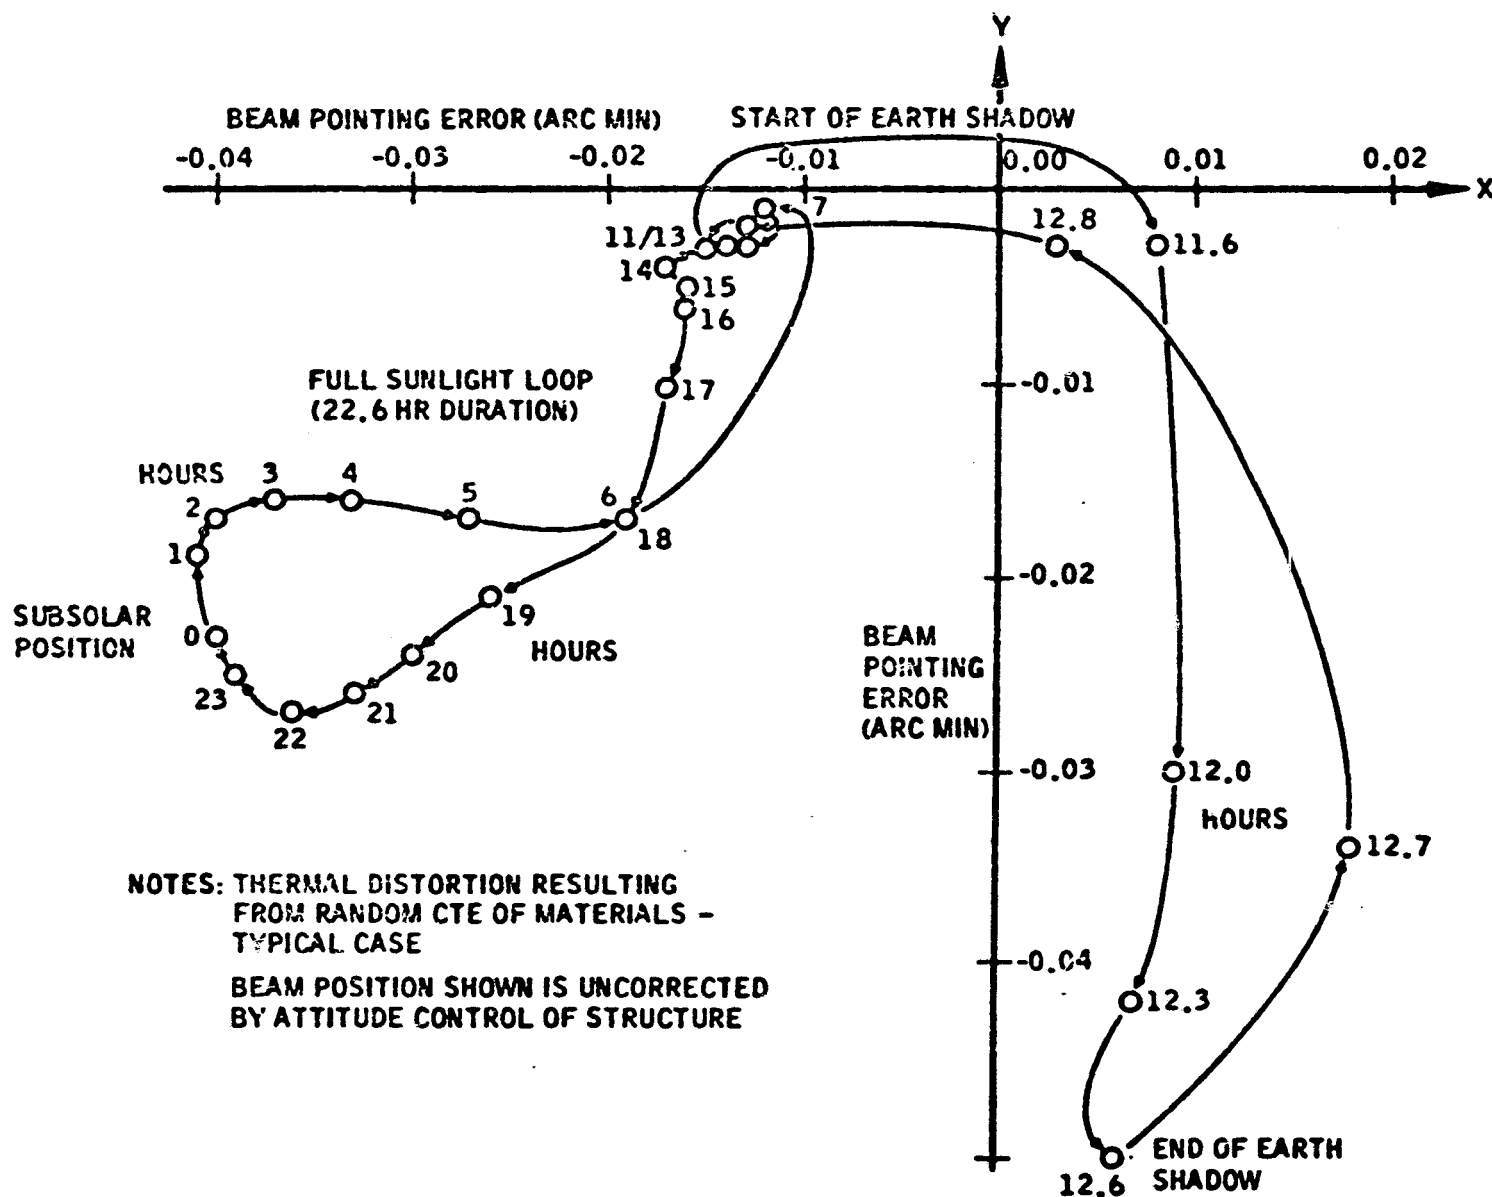 Y
BEAM POINTING ERROR (ARC MIN)
START OF EARTH SHADOW
-0.04
-0.03
-0.02
-0.01
0.00
0.01
0.02
X
7
12.8
11/13
11.6
14
15
16
FULL SUNLIGHT LOOP
(22.6 HR DURATION)
17
-0.01
HOURS
3
4
2
5
6
18
1
-0.02
SUBSOLAR
POSITION
0
19
HOURS
BEAM
POINTING
ERROR
(ARC MIN)
20
23
21
22
-0.03
12.0
HOURS
12.7
NOTES: THERMAL DISTORTION RESULTING
FROM RANDOM CTE OF MATERIALS -
TYPICAL CASE
-0.04
BEAM POSITION SHOWN IS UNCORRECTED
BY ATTITUDE CONTROL OF STRUCTURE
12.3
END OF EARTH
SHADOW
12.6